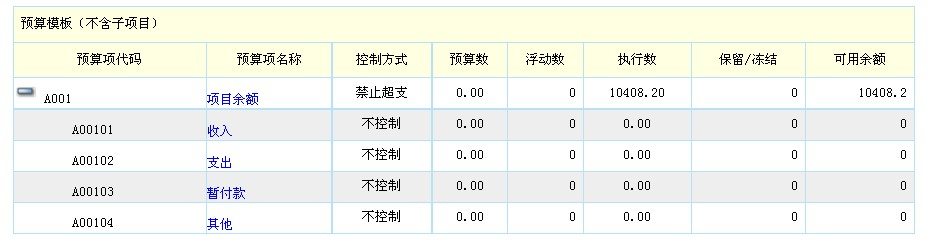 预算模板（不含子项目）
预算项代码 预算项名称 控制方式 预算数 浮动数 执行数 保留/冻结 可用余额
A001 项目余额 禁止超支 0.00 0 10408.20 0 10408.2
A00101 收入 不控制 0.00 0 0.00 0 0
A00102 支出 不控制 0.00 0 0.00 0 0
A00103 暂付款 不控制 0.00 0 0.00 0 0
A00104 其他 不控制 0.00 0 0.00 0 0